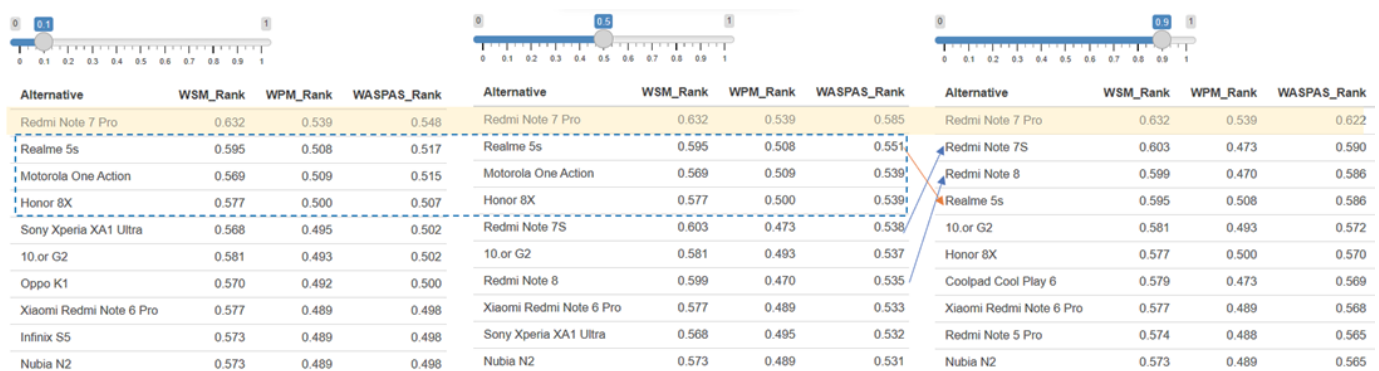 0 0.1 1
0 0.1 0.2 0.3 0.4 0.5 0.6 0.7 0.8 0.9 1
Alternative WSM_Rank WPM_Rank WASPAS_Rank
Redmi Note 7 Pro 0.632 0.539 0.548
Realme 5s 0.595 0.508 0.517
Motorola One Action 0.569 0.509 0.515
Honor 8X 0.577 0.500 0.507
Sony Xperia XA1 Ultra 0.568 0.495 0.502
10.or G2 0.581 0.493 0.502
Oppo K1 0.570 0.492 0.500
Xiaomi Redmi Note 6 Pro 0.577 0.489 0.498
Infinix S5 0.573 0.489 0.498
Nubia N2 0.573 0.489 0.498
0 0.5 1
0 0.1 0.2 0.3 0.4 0.5 0.6 0.7 0.8 0.9 1
Alternative WSM_Rank WPM_Rank WASPAS_Rank
Redmi Note 7 Pro 0.632 0.539 0.585
Realme 5s 0.595 0.508 0.551
Motorola One Action 0.569 0.509 0.539
Honor 8X 0.577 0.500 0.539
Redmi Note 7S 0.603 0.473 0.538
10.or G2 0.581 0.493 0.537
Redmi Note 8 0.599 0.470 0.535
Xiaomi Redmi Note 6 Pro 0.577 0.489 0.533
Sony Xperia XA1 Ultra 0.568 0.495 0.532
Nubia N2 0.573 0.489 0.531
0 0.9 1
0 0.1 0.2 0.3 0.4 0.5 0.6 0.7 0.8 0.9 1
Alternative WSM_Rank WPM_Rank WASPAS_Rank
Redmi Note 7 Pro 0.632 0.539 0.622
Redmi Note 7S 0.603 0.473 0.590
Redmi Note 8 0.599 0.470 0.586
Realme 5s 0.595 0.508 0.586
10.or G2 0.581 0.493 0.572
Honor 8X 0.577 0.500 0.570
Coolpad Cool Play 6 0.579 0.473 0.569
Xiaomi Redmi Note 6 Pro 0.577 0.489 0.568
Redmi Note 5 Pro 0.574 0.488 0.565
Nubia N2 0.573 0.489 0.565